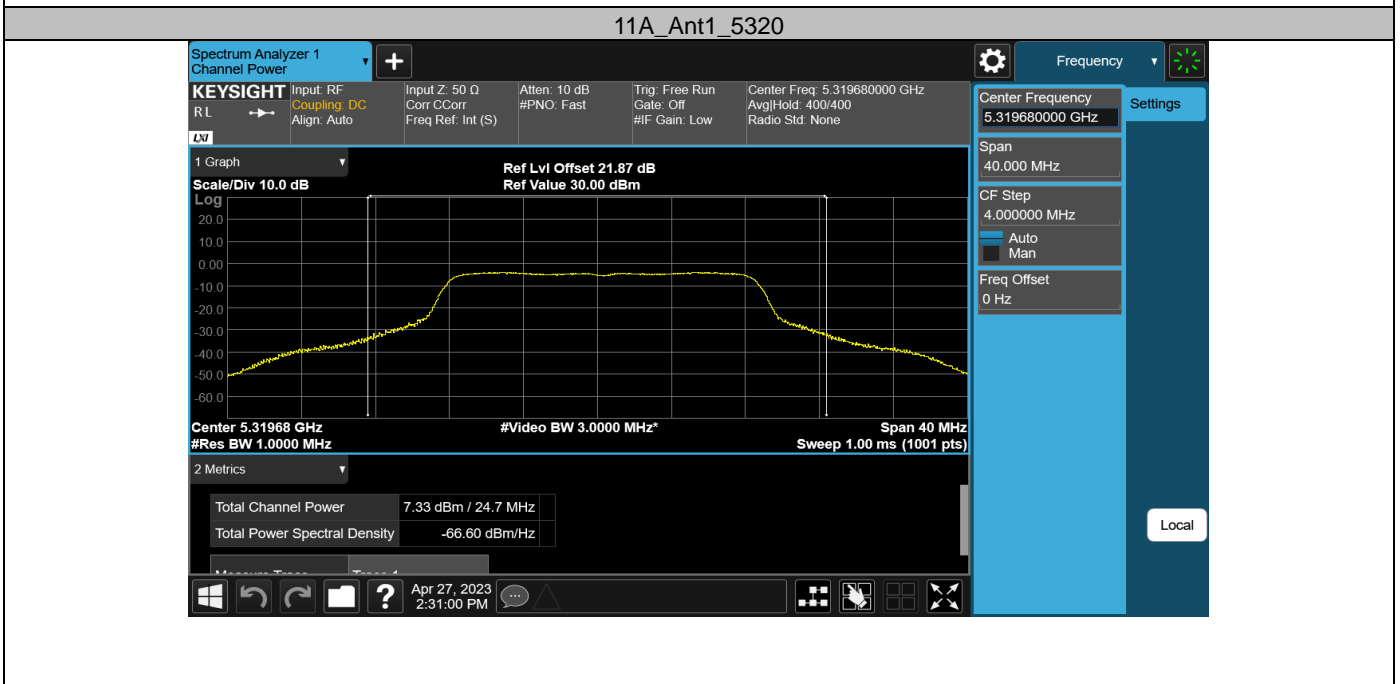 11A_Ant1_5320
Spectrum Analyzer 1
Channel Power
Frequency
KEYSIGHT
RL
LXI
Input: RF
Coupling: DC
Align: Auto
Input Z: 50 Ω
Corr CCorr
Freq Ref: Int (S)
Atten: 10 dB
#PNO: Fast
Trig: Free Run
Gate: Off
#IF Gain: Low
Center Freq: 5.319680000 GHz
Avg|Hold: 400/400
Radio Std: None
1 Graph
Scale/Div 10.0 dB
Ref Lvl Offset 21.87 dB
Ref Value 30.00 dBm
Log
20.0
10.0
0.00
-10.0
-20.0
-30.0
-40.0
-50.0
-60.0
Center 5.31968 GHz
#Res BW 1.0000 MHz
#Video BW 3.0000 MHz*
Span 40 MHz
Sweep 1.00 ms (1001 pts)
2 Metrics
Total Channel Power 7.33 dBm / 24.7 MHz
Total Power Spectral Density -66.60 dBm/Hz
Measure Trace Trace 1
?
Apr 27, 2023
2:31:00 PM
Center Frequency
5.319680000 GHz
Settings
Span
40.000 MHz
CF Step
4.000000 MHz
Auto
Man
Freq Offset
0 Hz
Local